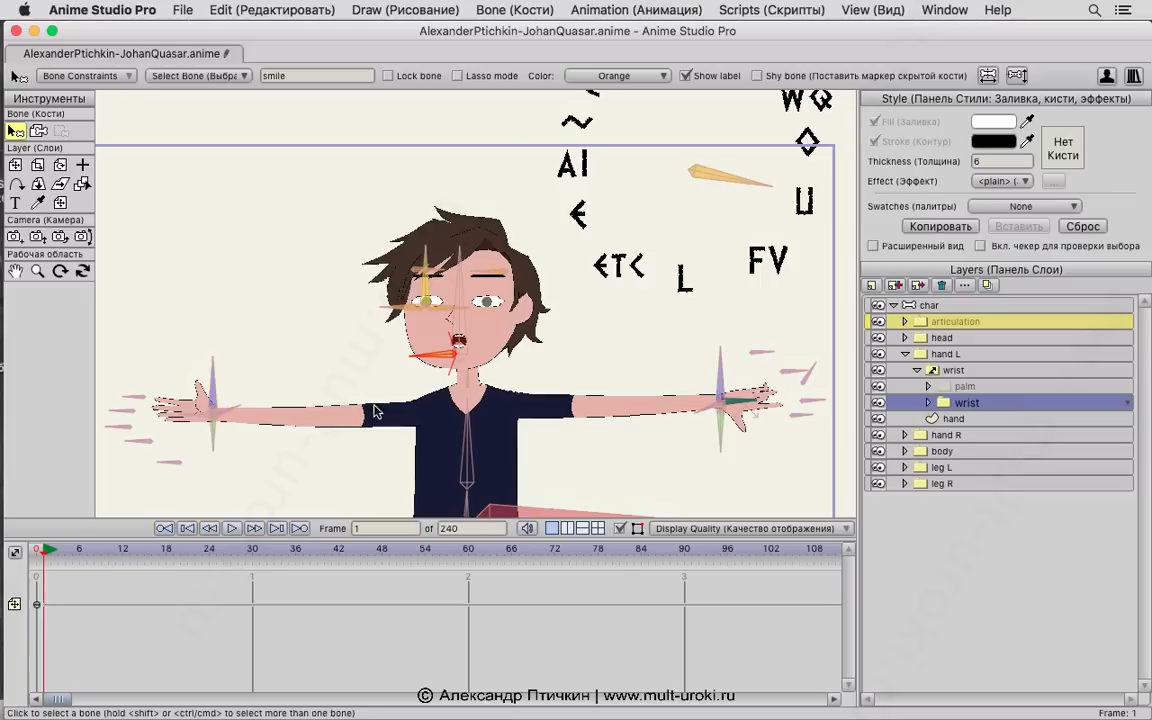 Anime Studio Pro File Edit (Редактировать) Draw (Рисование) Bone (Кости) Animation (Анимация) Scripts (Скрипты) View (Вид) Window Help
AlexanderPtichkin-JohanQuasar.anime - Anime Studio Pro
AlexanderPtichkin-JohanQuasar.anime
Bone Constraints Select Bone (Выбра smile Lock bone Lasso mode Color: Orange Show label Shy bone (Поставить маркер скрытой кости)
Инструменты
Bone (Кости)
Layer (Слои)
T
Camera (Камера)
Рабочая область
WQ
AI
E
U
ETC
L
FV
O
Style (Панель Стили: Заливка, кисти, эффекты)
Fill (Заливка)
Stroke (Контур)
Нет
Кисти
Thickness (Толщина) 6
Effect (Эффект) <plain> (.
Swatches (палитры) None
Копировать Вставить Сброс
Расширенный вид Вкл. чекер для проверки выбора
Layers (Панель Слои)
char
articulation
head
hand L
wrist
palm
wrist
hand
hand R
body
leg L
leg R
Frame 1 of 240 Display Quality (Качество отображения)
0 6 12 18 24 30 36 42 48 54 60 66 72 78 84 90 96 102 108
0 1 2 3
© Александр Птичкин | www.mult-uroki.ru
Click to select a bone (hold <shift> or <ctrl/cmd> to select more than one bone) Frame: 1